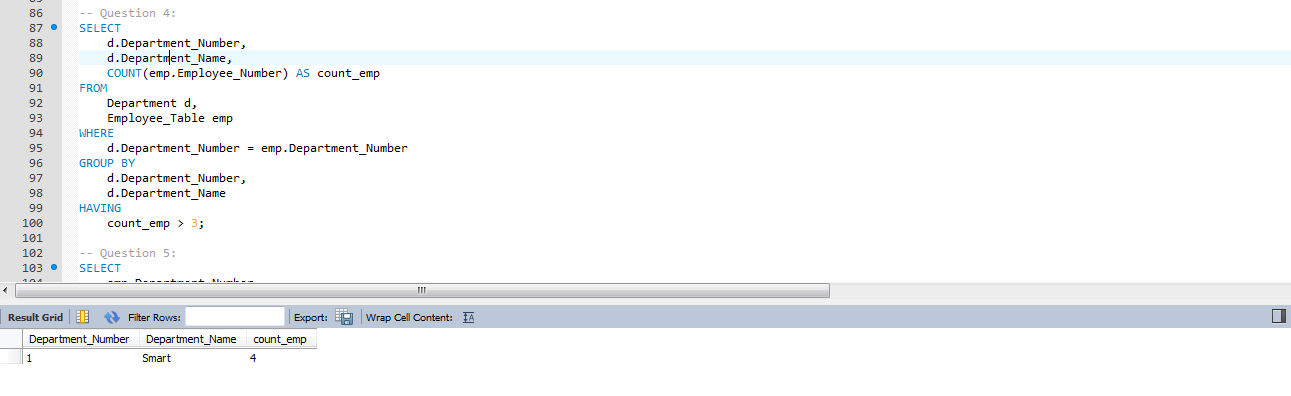 86 -- Question 4:
87 SELECT
88 d.Department_Number,
89 d.Department_Name,
90 COUNT(emp.Employee_Number) AS count_emp
91 FROM
92 Department d,
93 Employee_Table emp
94 WHERE
95 d.Department_Number = emp.Department_Number
96 GROUP BY
97 d.Department_Number,
98 d.Department_Name
99 HAVING
100 count_emp > 3;
101
102 -- Question 5:
103 SELECT
Result Grid Filter Rows: Export: Wrap Cell Content:
Department_Number Department_Name count_emp
1 Smart 4